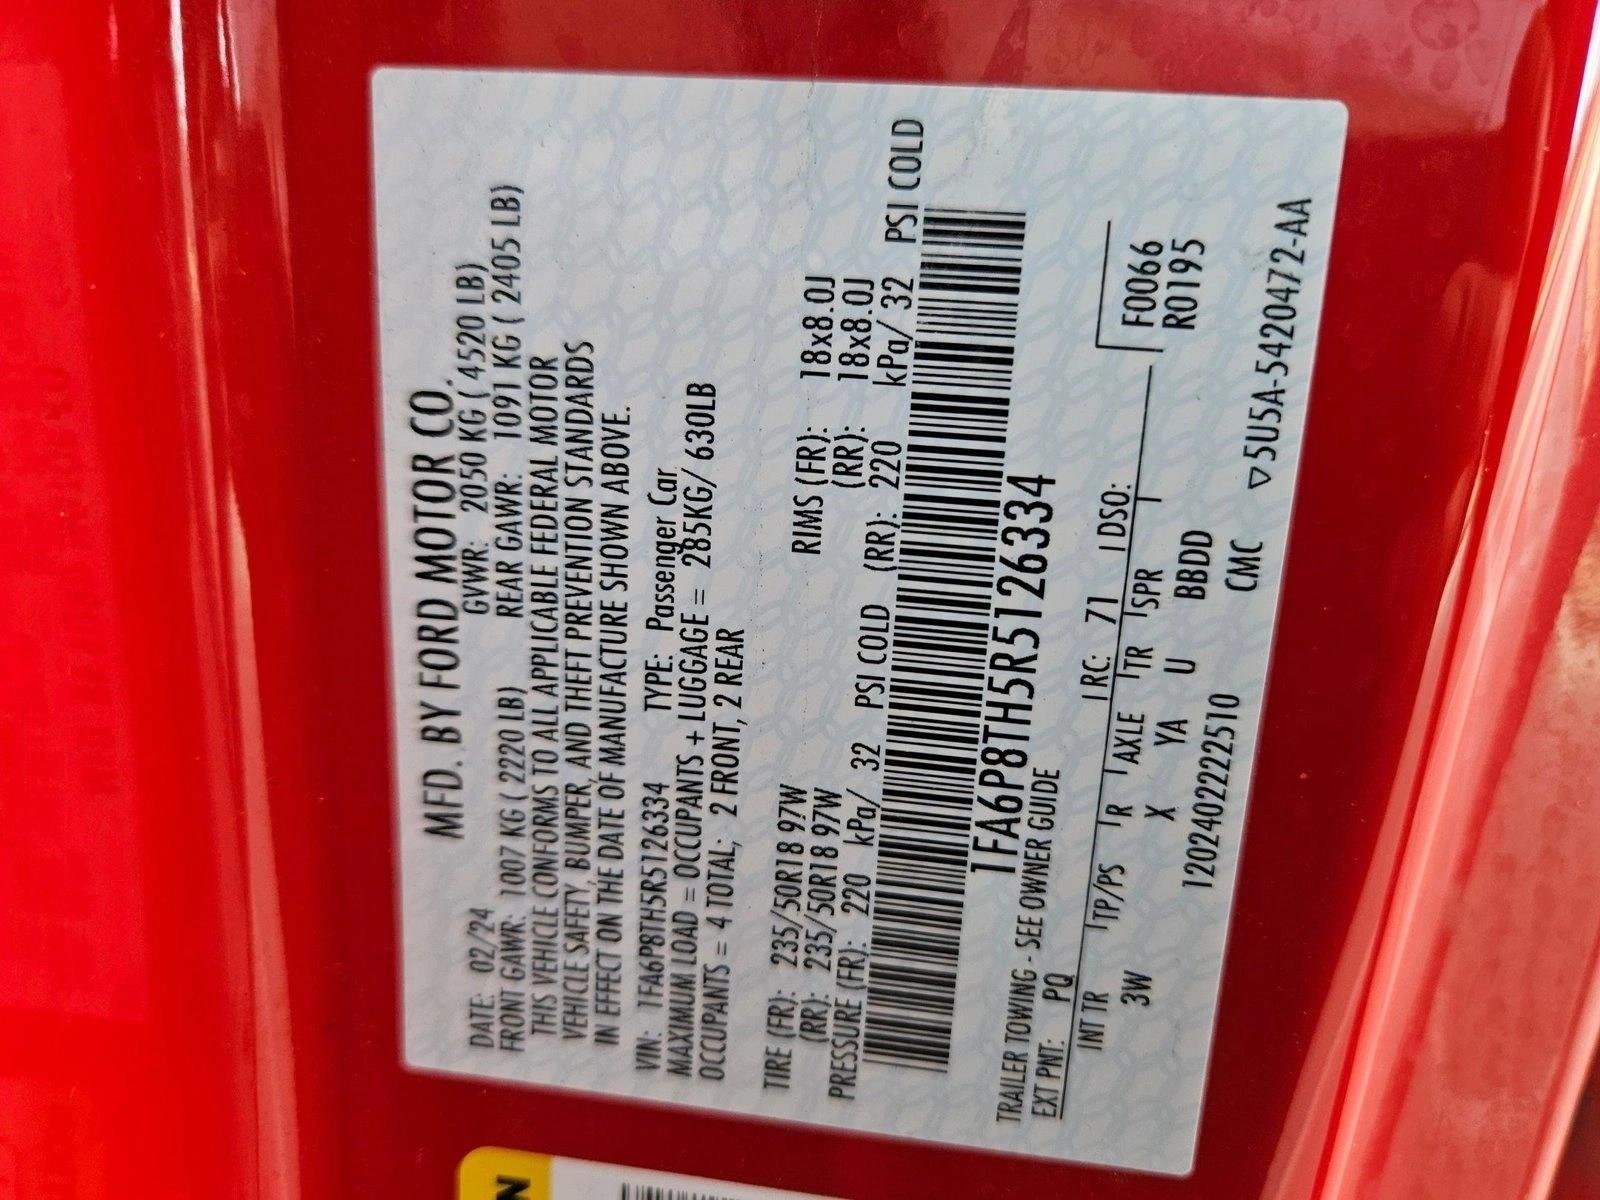 MFD. BY FORD MOTOR CO.
DATE: 02/24 GVWR: 2050 KG ( 4520 LB)
FRONT GAWR: 1007 KG ( 2220 LB) REAR GAWR: 1091 KG ( 2405 LB)
THIS VEHICLE CONFORMS TO ALL APPLICABLE FEDERAL MOTOR
VEHICLE SAFETY, BUMPER, AND THEFT PREVENTION STANDARDS
IN EFFECT ON THE DATE OF MANUFACTURE SHOWN ABOVE.
VIN: 1FA6P8TH5R5126334 TYPE: Passenger Car
MAXIMUM LOAD = OCCUPANTS + LUGGAGE = 285KG/ 630LB
OCCUPANTS = 4 TOTAL; 2 FRONT, 2 REAR
TIRE (FR): 235/50R18 97W RIMS (FR): 18x8.0J
(RR): 235/50R18 97W (RR): 18x8.0J
PRESSURE (FR): 220 kPa/ 32 PSI COLD (RR): 220 kPa/ 32 PSI COLD
1FA6P8TH5R5126334
TRAILER TOWING - SEE OWNER GUIDE
EXT PNT: PQ RC: 71 DSO: F0066
INT TR TP/PS R AXLE TR SPR R0195
3W X YA U BBDD
1202402222510 CMC ▽5U5A-5420472-AA
N